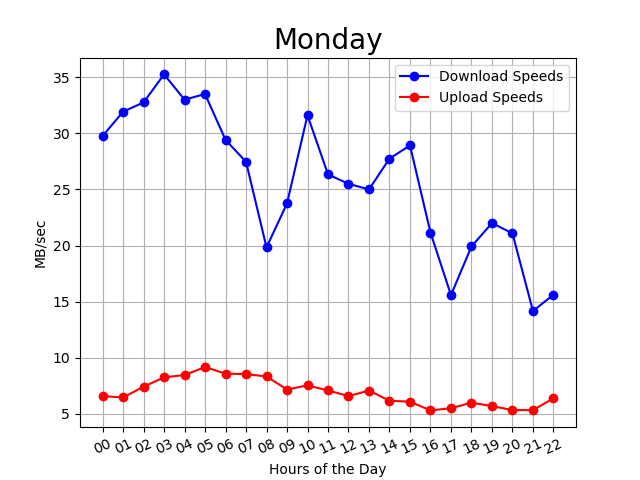 Monday
Download Speeds
Upload Speeds
35
30
25
20
15
10
5
MB/sec
00 01 02 03 04 05 06 07 08 09 10 11 12 13 14 15 16 17 18 19 20 21 22
Hours of the Day